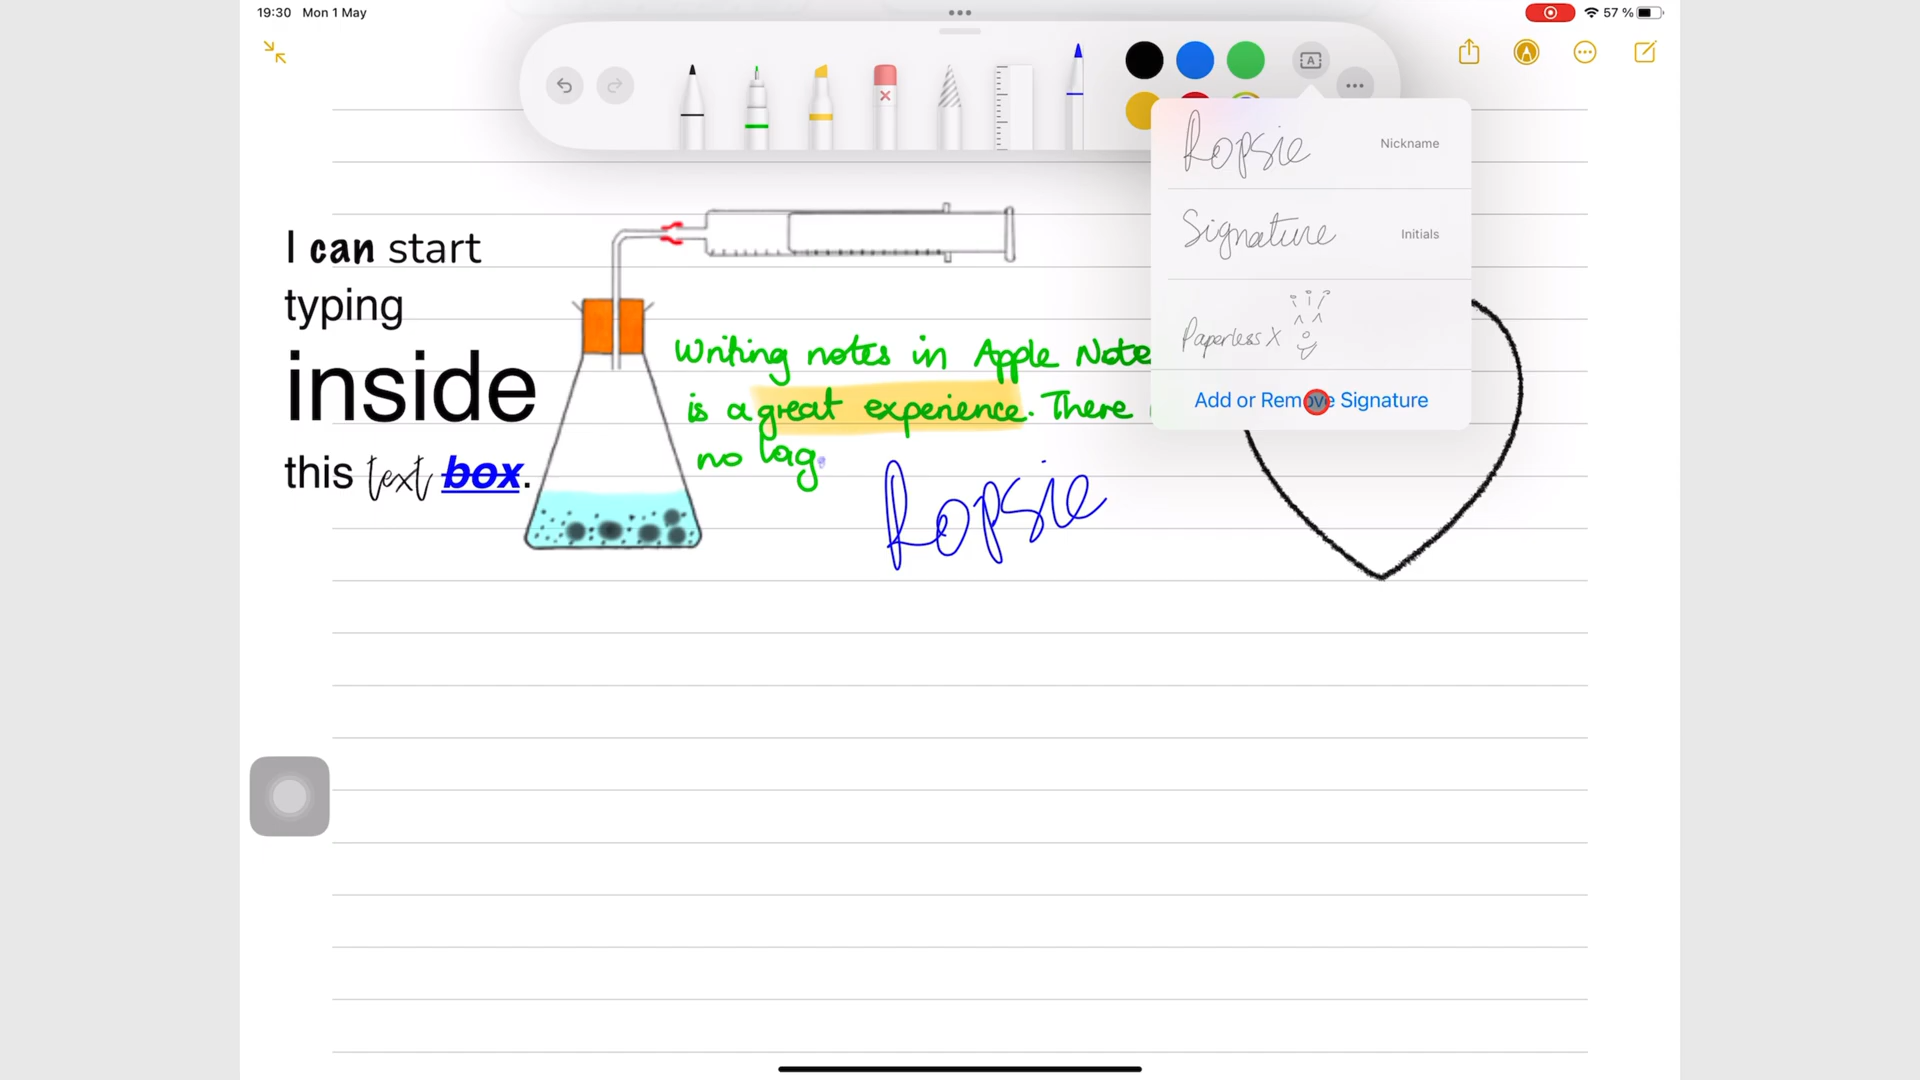 19:30 Mon 1 May
57 %
A
Ropsie Nickname
Signature Initials
Paperless X
Add or Remove Signature
I can start
typing
inside
this text box.
Writing notes in Apple Note
is a great experience. There
no lag.
Ropsie